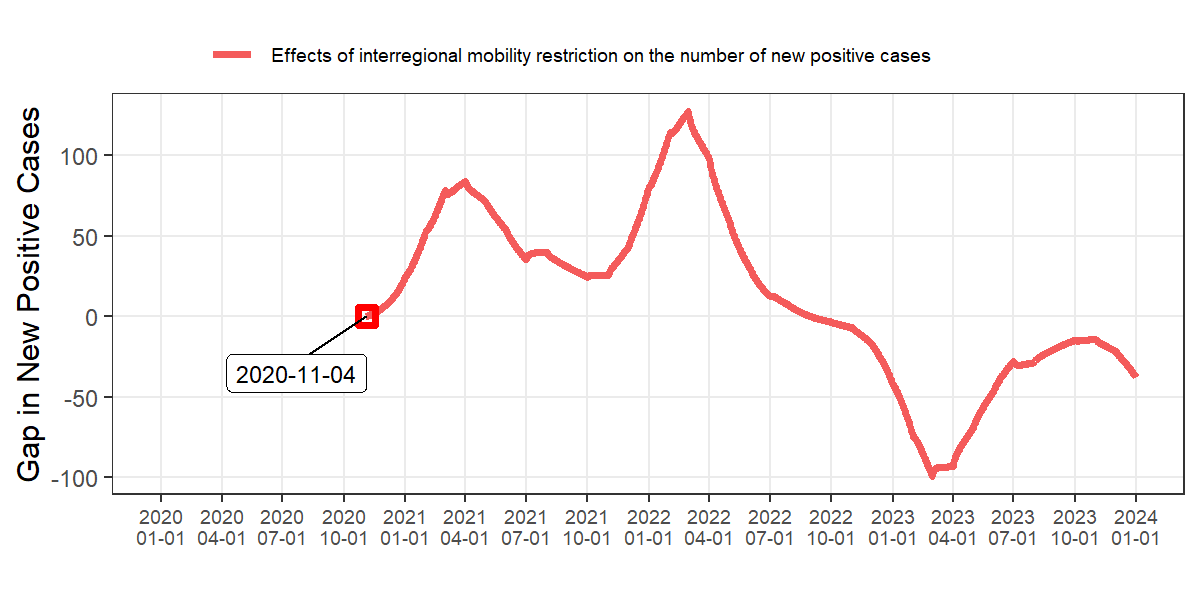 Effects of interregional mobility restriction on the number of new positive cases
Gap in New Positive Cases
100
50
0
-50
-100
2020-11-04
2020 2020 2020 2020 2021 2021 2021 2021 2022 2022 2022 2022 2023 2023 2023 2023 2024
01-01 04-01 07-01 10-01 01-01 04-01 07-01 10-01 01-01 04-01 07-01 10-01 01-01 04-01 07-01 10-01 01-01